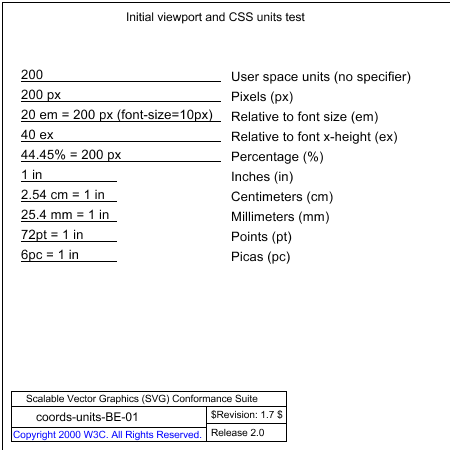 Initial viewport and CSS units test
200 User space units (no specifier)
200 px Pixels (px)
20 em = 200 px (font-size=10px) Relative to font size (em)
40 ex Relative to font x-height (ex)
44.45% = 200 px Percentage (%)
1 in Inches (in)
2.54 cm = 1 in Centimeters (cm)
25.4 mm = 1 in Millimeters (mm)
72pt = 1 in Points (pt)
6pc = 1 in Picas (pc)
Scalable Vector Graphics (SVG) Conformance Suite
coords-units-BE-01 $Revision: 1.7 $
Copyright 2000 W3C. All Rights Reserved. Release 2.0